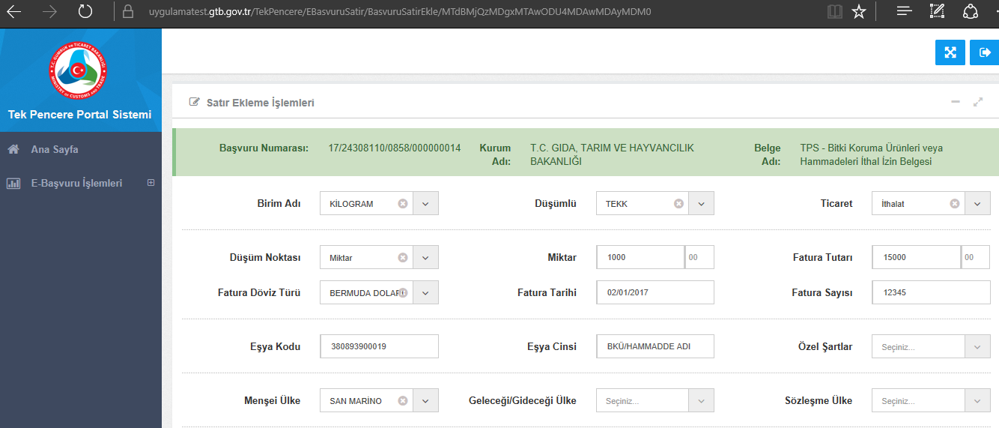 uygulamatest.gtb.gov.tr/TekPencere/EBasvuruSatir/BasvuruSatirEkle/MTdBMjQzMDgxMTAwODU4MDAwMDAyMDM0
T.C. GÜMRÜK ve TİCARET BAKANLIĞI
MINISTRY OF CUSTOMS AND TRADE
Tek Pencere Portal Sistemi
Ana Sayfa
E-Başvuru İşlemleri
Satır Ekleme İşlemleri
Başvuru Numarası: 17/24308110/0858/000000014 Kurum Adı: T.C. GIDA, TARIM VE HAYVANCILIK BAKANLIĞI Belge Adı: TPS - Bitki Koruma Ürünleri veya Hammadeleri İthal İzin Belgesi
Birim Adı KİLOGRAM Düşümlü TEKK Ticaret İthalat
Düşüm Noktası Miktar Miktar 1000 00 Fatura Tutarı 15000 00
Fatura Döviz Türü BERMUDA DOLARI Fatura Tarihi 02/01/2017 Fatura Sayısı 12345
Eşya Kodu 380893900019 Eşya Cinsi BKÜ/HAMMADDE ADI Özel Şartlar Seçiniz...
Menşei Ülke SAN MARİNO Geleceği/Gideceği Ülke Seçiniz... Sözleşme Ülke Seçiniz...